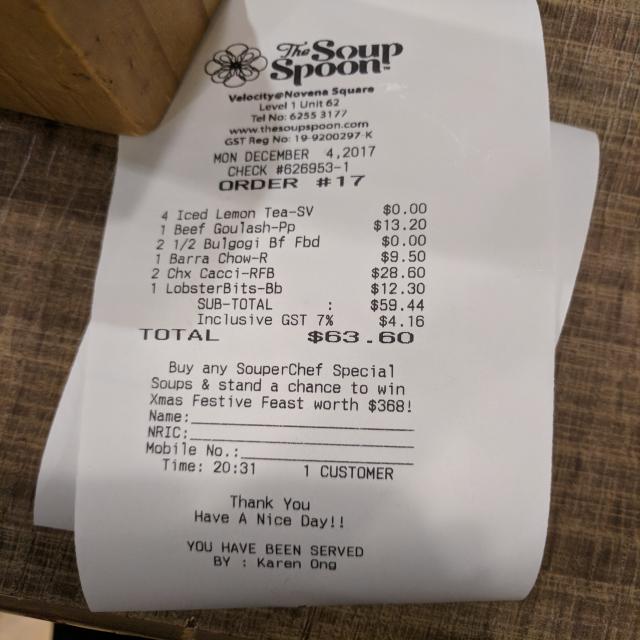 The Soup
Spoon™
Velocity@Novena Square
Level 1 Unit 62
Tel No: 6255 3177
www.thesoupspoon.com
GST Reg No: 19-9200297-K
MON DECEMBER 4,2017
CHECK #626953-1
ORDER #17
4 Iced Lemon Tea-SV $0.00
1 Beef Goulash-Pp $13.20
2 1/2 Bulgogi Bf Fbd $0.00
1 Barra Chow-R $9.50
2 Chx Cacci-RFB $28.60
1 LobsterBits-Bb $12.30
SUB-TOTAL : $59.44
Inclusive GST 7% $4.16
TOTAL $63.60
Buy any SouperChef Special
Soups & stand a chance to win
Xmas Festive Feast worth $368!
Name:
NRIC:
Mobile No.:
Time: 20:31 1 CUSTOMER
Thank You
Have A Nice Day!!
YOU HAVE BEEN SERVED
BY : Karen Ong